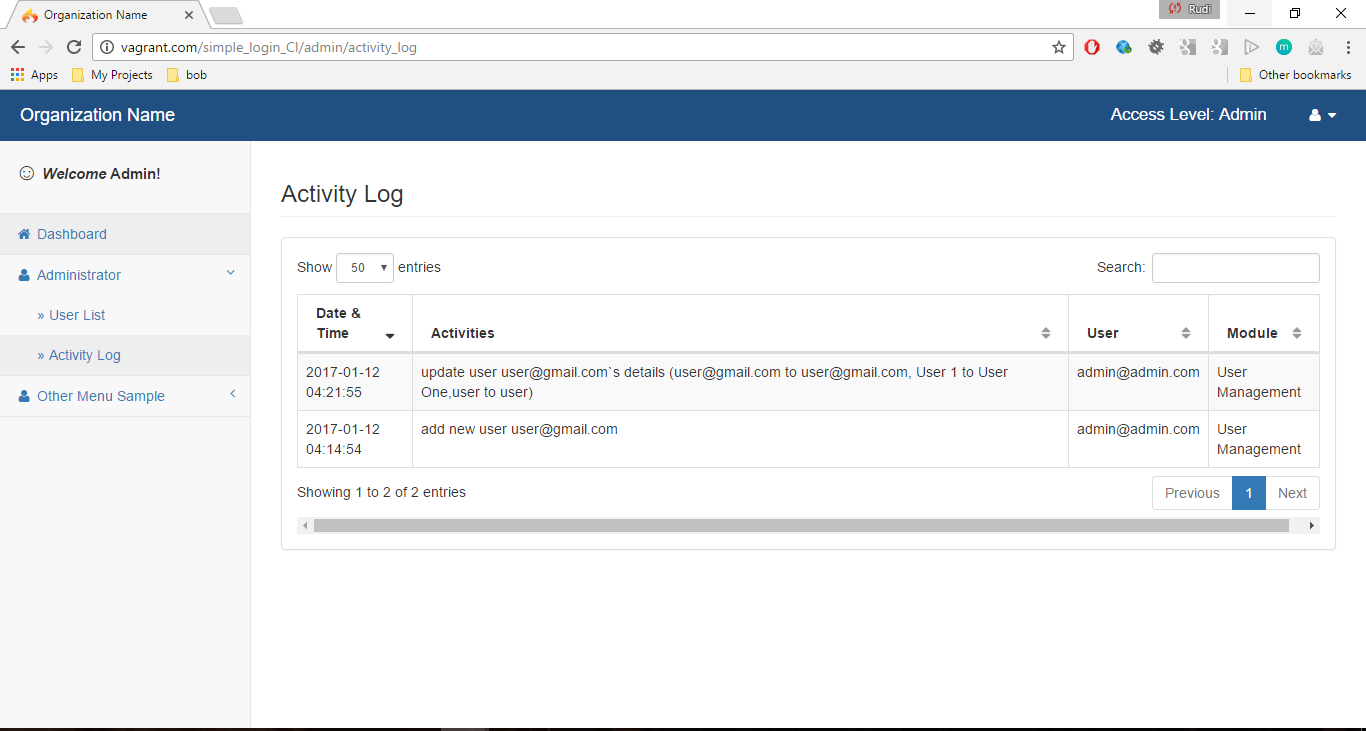 Organization Name
Rudi
vagrant.com/simple_login_CI/admin/activity_log
Apps My Projects bob Other bookmarks
Organization Name Access Level: Admin
Welcome Admin!
Dashboard
Administrator
» User List
» Activity Log
Other Menu Sample
Activity Log
Show 50 entries Search:
Date & Time Activities User Module
2017-01-12 update user user@gmail.com`s details (user@gmail.com to user@gmail.com, User 1 to User admin@admin.com User
04:21:55 One,user to user) Management
2017-01-12 add new user user@gmail.com admin@admin.com User
04:14:54 Management
Showing 1 to 2 of 2 entries Previous 1 Next